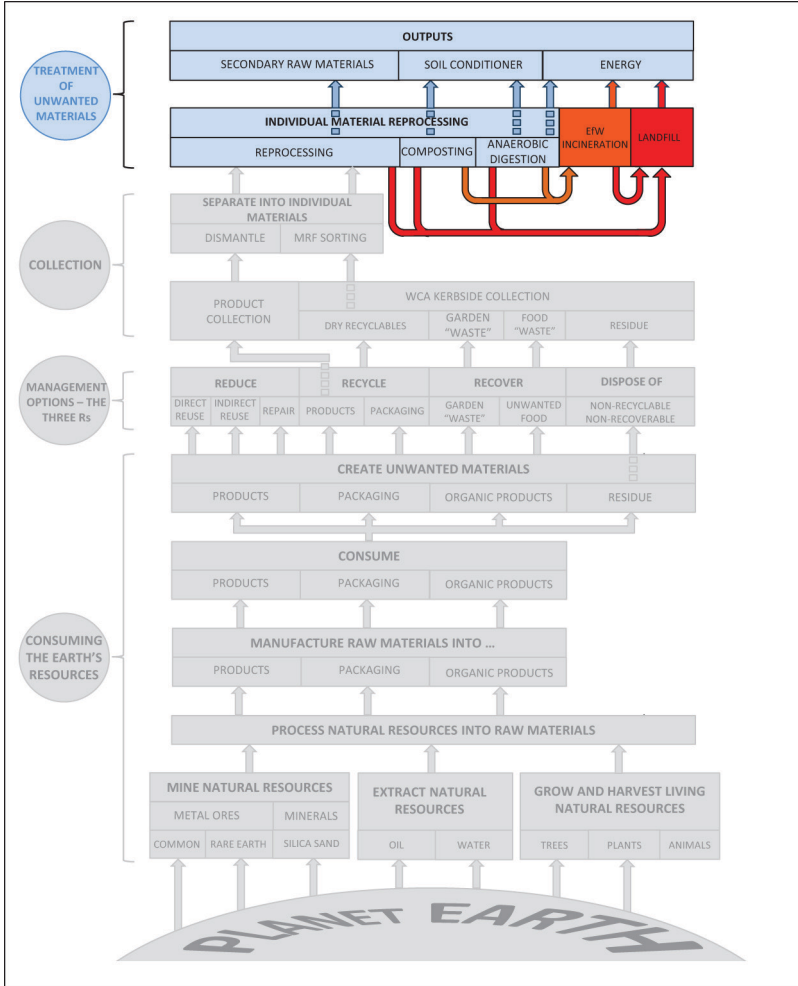 OUTPUTS
SECONDARY RAW MATERIALS
SOIL CONDITIONER
ENERGY
TREATMENT
OF
UNWANTED
MATERIALS
INDIVIDUAL MATERIAL REPROCESSING
REPROCESSING
COMPOSTING
ANAEROBIC
DIGESTION
EfW
INCINERATION
LANDFILL
SEPARATE INTO INDIVIDUAL
MATERIALS
DISMANTLE
MRF SORTING
COLLECTION
PRODUCT
COLLECTION
WCA KERBSIDE COLLECTION
DRY RECYCLABLES
GARDEN
“WASTE”
FOOD
“WASTE”
RESIDUE
MANAGEMENT
OPTIONS – THE
THREE Rs
REDUCE
RECYCLE
RECOVER
DISPOSE OF
DIRECT
REUSE
INDIRECT
REUSE
REPAIR
PRODUCTS
PACKAGING
GARDEN
“WASTE”
UNWANTED
FOOD
NON-RECYCLABLE
NON-RECOVERABLE
CREATE UNWANTED MATERIALS
PRODUCTS
PACKAGING
ORGANIC PRODUCTS
RESIDUE
CONSUME
PRODUCTS
PACKAGING
ORGANIC PRODUCTS
CONSUMING
THE EARTH’S
RESOURCES
MANUFACTURE RAW MATERIALS INTO …
PRODUCTS
PACKAGING
ORGANIC PRODUCTS
PROCESS NATURAL RESOURCES INTO RAW MATERIALS
MINE NATURAL RESOURCES
METAL ORES
MINERALS
COMMON
RARE EARTH
SILICA SAND
EXTRACT NATURAL
RESOURCES
OIL
WATER
GROW AND HARVEST LIVING
NATURAL RESOURCES
TREES
PLANTS
ANIMALS
PLANET EARTH